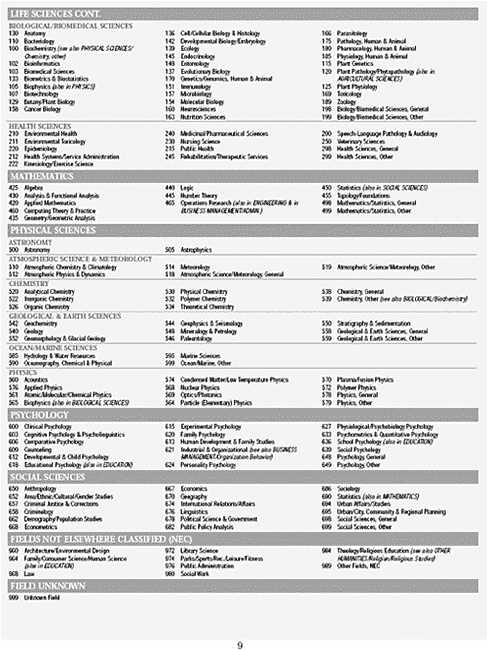 LIFE SCIENCES CONT.
BIOLOGICAL/BIOMEDICAL SCIENCES
130 Anatomy
110 Bacteriology
100 Biochemistry (see also PHYSICAL SCIENCES/
Chemistry, other)
102 Bioinformatics
103 Biomedical Sciences
133 Biometrics & Biostatistics
105 Biophysics (also in PHYSICS)
107 Biotechnology
129 Botany/Plant Biology
158 Cancer Biology
136 Cell/Cellular Biology & Histology
142 Developmental Biology/Embryology
139 Ecology
145 Endocrinology
148 Entomology
137 Evolutionary Biology
170 Genetics/Genomics, Human & Animal
151 Immunology
157 Microbiology
154 Molecular Biology
160 Neurosciences
163 Nutrition Sciences
166 Parasitology
175 Pathology, Human & Animal
180 Pharmacology, Human & Animal
185 Physiology, Human & Animal
115 Plant Genetics
120 Plant Pathology/Phytopathology (also in
AGRICULTURAL SCIENCES)
125 Plant Physiology
169 Toxicology
189 Zoology
198 Biology/Biomedical Sciences, General
199 Biology/Biomedical Sciences, Other
HEALTH SCIENCES
210 Environmental Health
211 Environmental Toxicology
220 Epidemiology
212 Health Systems/Service Administration
222 Kinesiology/Exercise Science
240 Medicinal/Pharmaceutical Sciences
230 Nursing Science
215 Public Health
245 Rehabilitation/Therapeutic Services
200 Speech-Language Pathology & Audiology
250 Veterinary Sciences
298 Health Sciences, General
299 Health Sciences, Other
MATHEMATICS
425 Algebra
430 Analysis & Functional Analysis
420 Applied Mathematics
460 Computing Theory & Practice
435 Geometry/Geometric Analysis
440 Logic
445 Number Theory
465 Operations Research (also in ENGINEERING & in
BUSINESS MANAGEMENT/ADMIN.)
450 Statistics (also in SOCIAL SCIENCES)
455 Topology/Foundations
498 Mathematics/Statistics, General
499 Mathematics/Statistics, Other
PHYSICAL SCIENCES
ASTRONOMY
500 Astronomy
505 Astrophysics
ATMOSPHERIC SCIENCE & METEOROLOGY
510 Atmospheric Chemistry & Climatology
512 Atmospheric Physics & Dynamics
514 Meteorology
518 Atmospheric Science/Meteorology, General
519 Atmospheric Science/Meteorology, Other
CHEMISTRY
520 Analytical Chemistry
522 Inorganic Chemistry
526 Organic Chemistry
530 Physical Chemistry
532 Polymer Chemistry
534 Theoretical Chemistry
538 Chemistry, General
539 Chemistry, Other (see also BIOLOGICAL/Biochemistry)
GEOLOGICAL & EARTH SCIENCES
542 Geochemistry
540 Geology
552 Geomorphology & Glacial Geology
544 Geophysics & Seismology
548 Mineralogy & Petrology
546 Paleontology
550 Stratigraphy & Sedimentation
558 Geological & Earth Sciences, General
559 Geological & Earth Sciences, Other
OCEAN/MARINE SCIENCES
585 Hydrology & Water Resources
590 Oceanography, Chemical & Physical
595 Marine Sciences
599 Ocean/Marine, Other
PHYSICS
560 Acoustics
576 Applied Physics
561 Atomic/Molecular/Chemical Physics
565 Biophysics (also in BIOLOGICAL SCIENCES)
574 Condensed Matter/Low Temperature Physics
568 Nuclear Physics
569 Optics/Photonics
564 Particle (Elementary) Physics
570 Plasma/Fusion Physics
572 Polymer Physics
578 Physics, General
579 Physics, Other
PSYCHOLOGY
600 Clinical Psychology
603 Cognitive Psychology & Psycholinguistics
606 Comparative Psychology
609 Counseling
612 Developmental & Child Psychology
618 Educational Psychology (also in EDUCATION)
615 Experimental Psychology
620 Family Psychology
613 Human Development & Family Studies
621 Industrial & Organizational (see also BUSINESS
MANAGEMENT/Organization Behavior)
624 Personality Psychology
627 Physiological/Psychobiology Psychology
633 Psychometrics & Quantitative Psychology
636 School Psychology (also in EDUCATION)
639 Social Psychology
648 Psychology, General
649 Psychology, Other
SOCIAL SCIENCES
650 Anthropology
652 Area/Ethnic/Cultural/Gender Studies
657 Criminal Justice & Corrections
658 Criminology
662 Demography/Population Studies
668 Econometrics
667 Economics
670 Geography
674 International Relations/Affairs
676 Linguistics
678 Political Science & Government
682 Public Policy Analysis
686 Sociology
690 Statistics (also in MATHEMATICS)
694 Urban Affairs/Studies
695 Urban/City, Community & Regional Planning
698 Social Sciences, General
699 Social Sciences, Other
FIELDS NOT ELSEWHERE CLASSIFIED (NEC)
960 Architecture/Environmental Design
964 Family/Consumer Science/Human Science
(also in EDUCATION)
968 Law
972 Library Science
974 Parks/Sports/Rec./Leisure/Fitness
976 Public Administration
980 Social Work
984 Theology/Religious Education (see also OTHER
HUMANITIES/Religion/Religious Studies)
989 Other Fields, NEC
FIELD UNKNOWN
999 Unknown Field
9